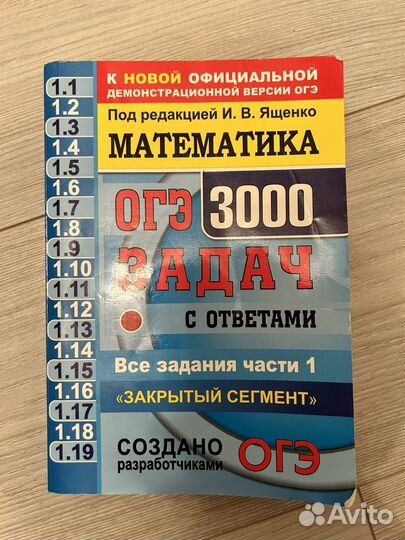 К НОВОЙ ОФИЦИАЛЬНОЙ
ДЕМОНСТРАЦИОННОЙ ВЕРСИИ ОГЭ
Под редакцией И. В. Ященко
МАТЕМАТИКА
ОГЭ 3000
ЗАДАЧ
С ОТВЕТАМИ
Все задания части 1
«ЗАКРЫТЫЙ СЕГМЕНТ»
СОЗДАНО
разработчиками ОГЭ
1.1
1.2
1.3
1.4
1.5
1.6
1.7
1.8
1.9
1.10
1.11
1.12
1.13
1.14
1.15
1.16
1.17
1.18
1.19
Avito